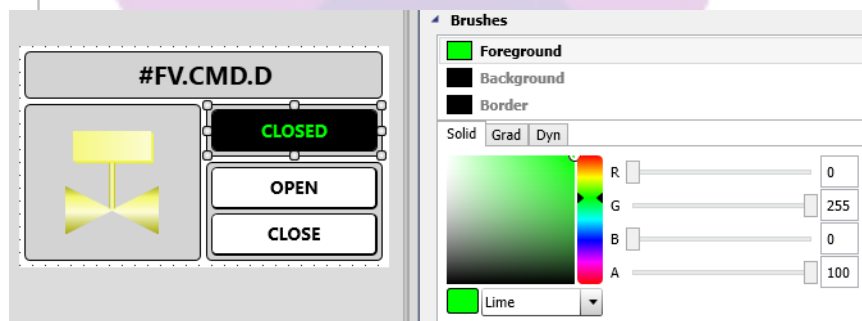 #FV.CMD.D
CLOSED
OPEN
CLOSE
Brushes
Foreground
Background
Border
Solid Grad Dyn
R 0
G 255
B 0
A 100
Lime